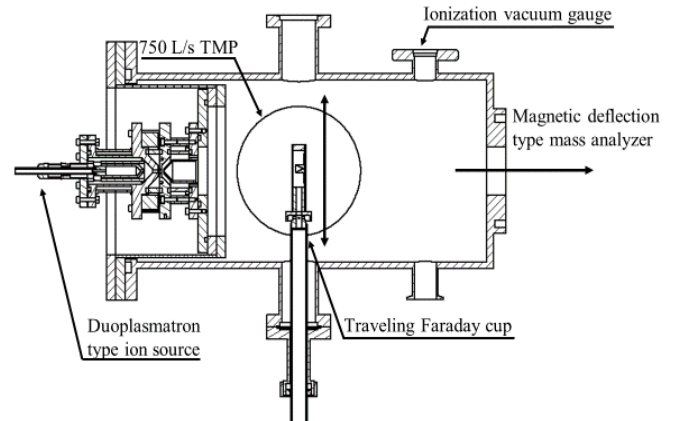 Ionization vacuum gauge
750 L/s TMP
Magnetic deflection
type mass analyzer
Duoplasmatron
type ion source
Traveling Faraday cup